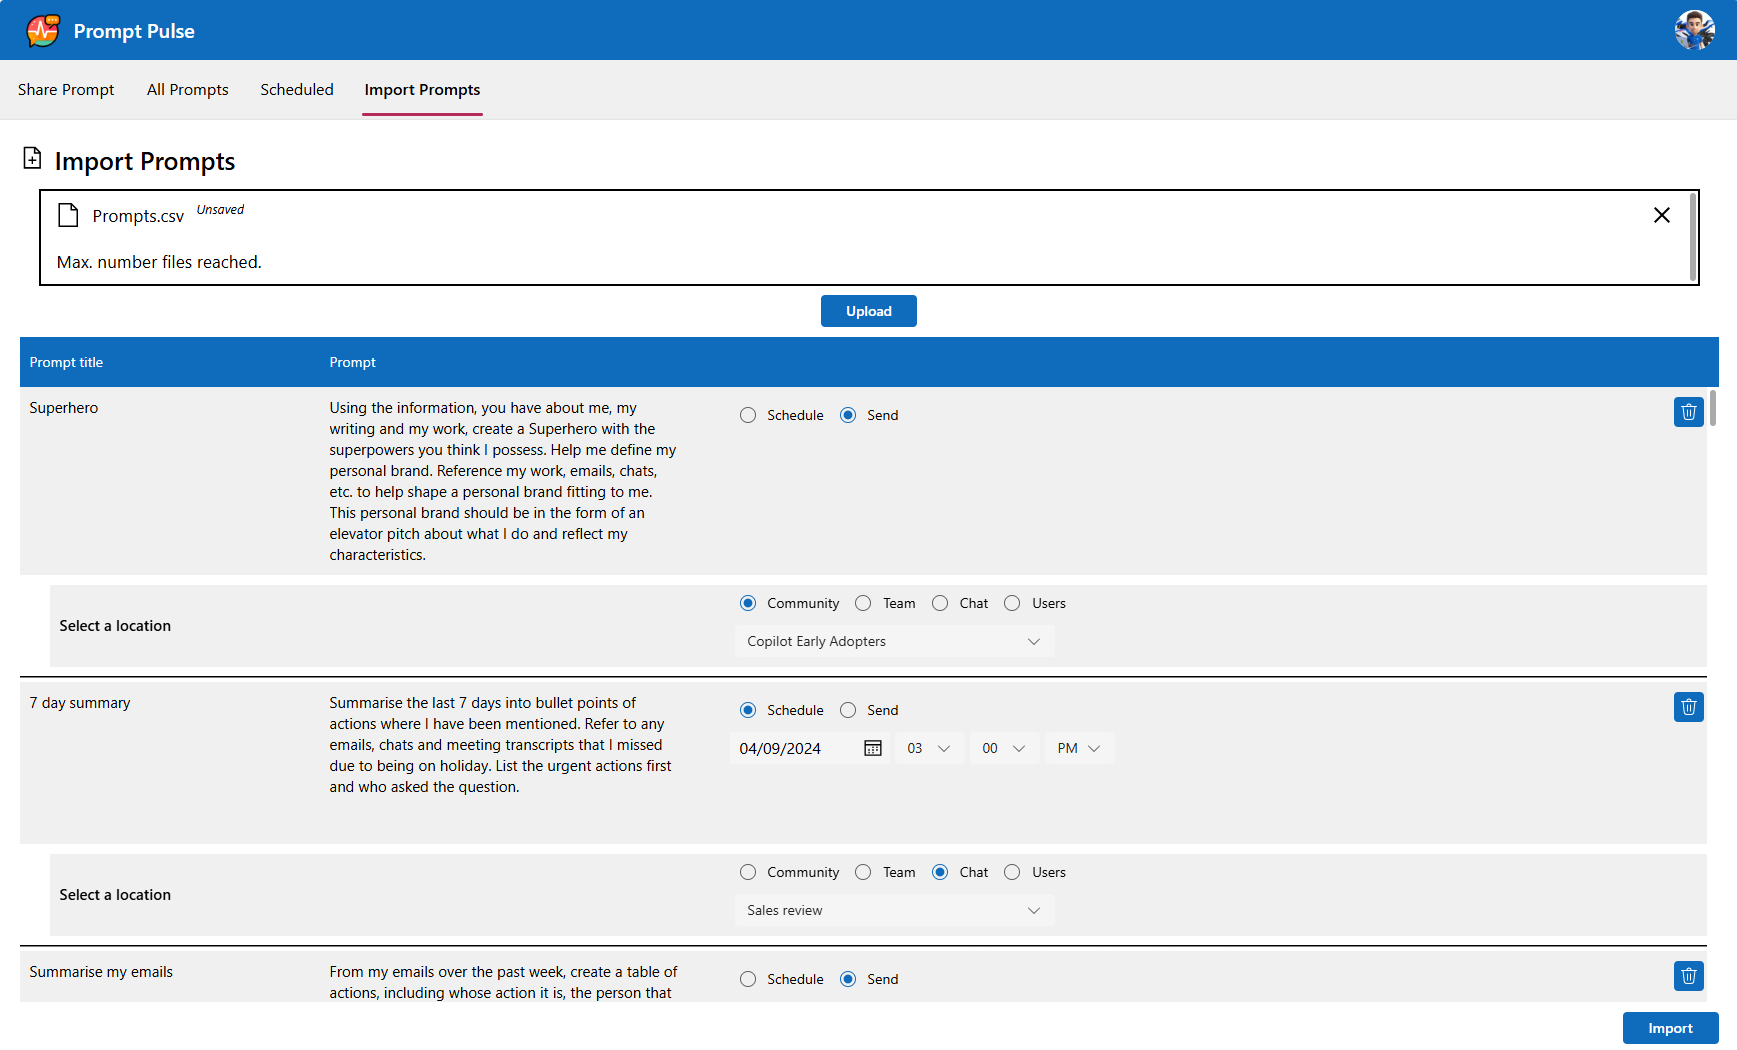 Prompt Pulse
Share Prompt All Prompts Scheduled Import Prompts
Import Prompts
Prompts.csv Unsaved
Max. number files reached.
Upload
Prompt title Prompt
Superhero
Using the information, you have about me, my
writing and my work, create a Superhero with the
superpowers you think I possess. Help me define my
personal brand. Reference my work, emails, chats,
etc. to help shape a personal brand fitting to me.
This personal brand should be in the form of an
elevator pitch about what I do and reflect my
characteristics.
Schedule Send
Select a location
Community Team Chat Users
Copilot Early Adopters
7 day summary
Summarise the last 7 days into bullet points of
actions where I have been mentioned. Refer to any
emails, chats and meeting transcripts that I missed
due to being on holiday. List the urgent actions first
and who asked the question.
Schedule Send
04/09/2024 03 00 PM
Select a location
Community Team Chat Users
Sales review
Summarise my emails
From my emails over the past week, create a table of
actions, including whose action it is, the person that
Schedule Send
Import